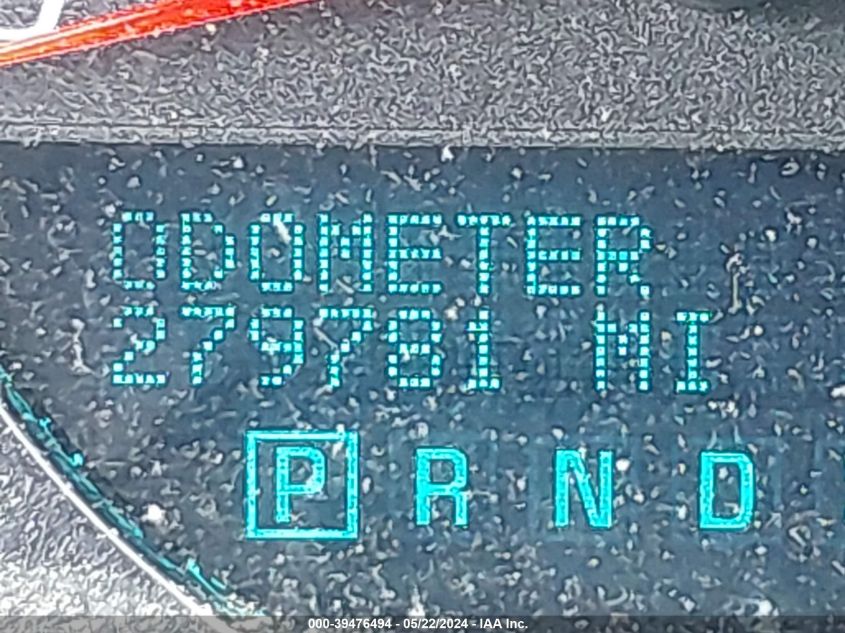 ODOMETER
279781 MI
P R N D
000-39476494 - 05/22/2024 - IAA Inc.